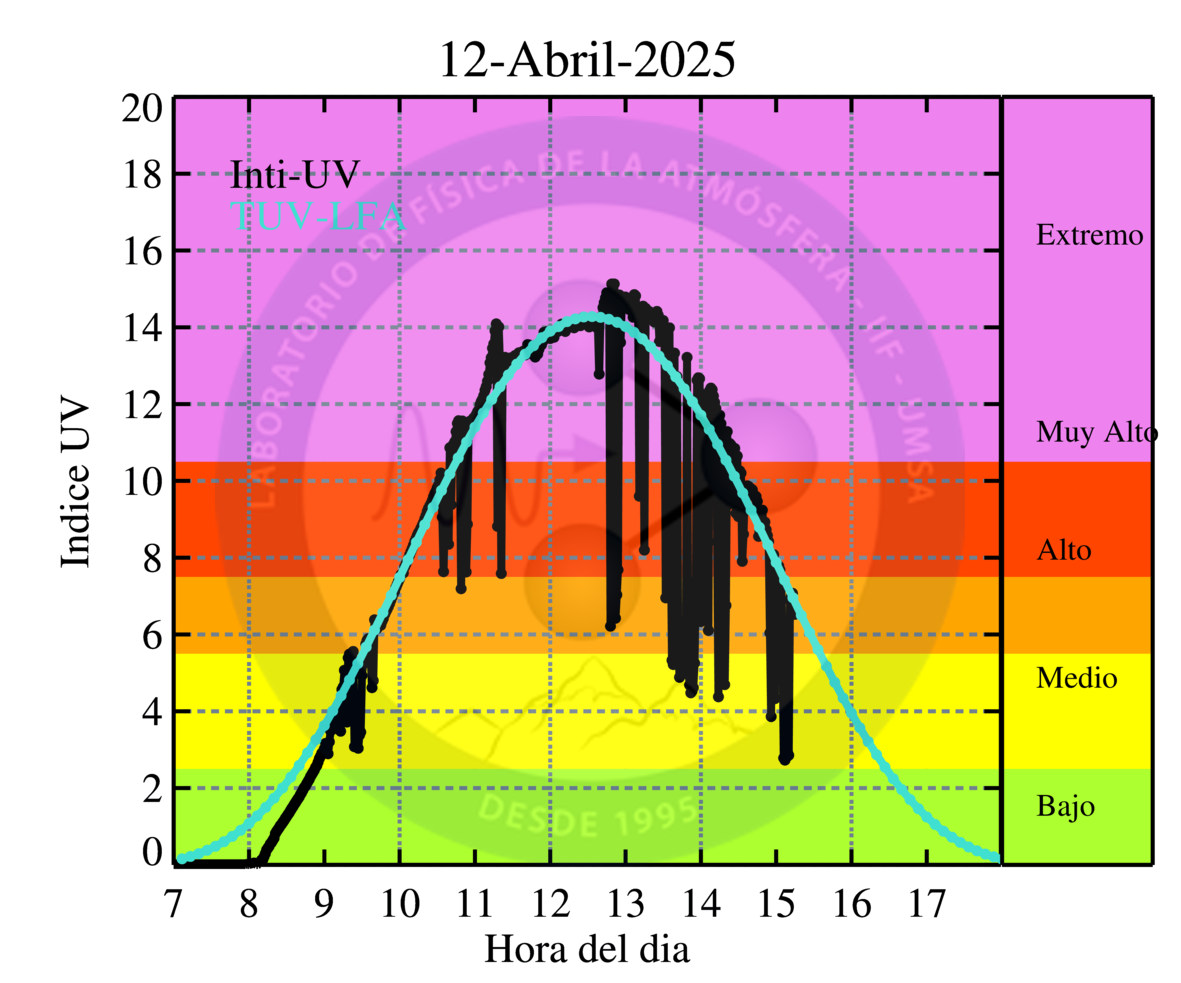 12-Abril-2025
20
18
16
14
12
10
8
6
4
2
0
Indice UV
Inti-UV
TUV-LFA
LABORATORIO DE FÍSICA DE LA ATMÓSFERA - IIF - UMSA
DESDE 1995
Extremo
Muy Alto
Alto
Medio
Bajo
7 8 9 10 11 12 13 14 15 16 17
Hora del dia